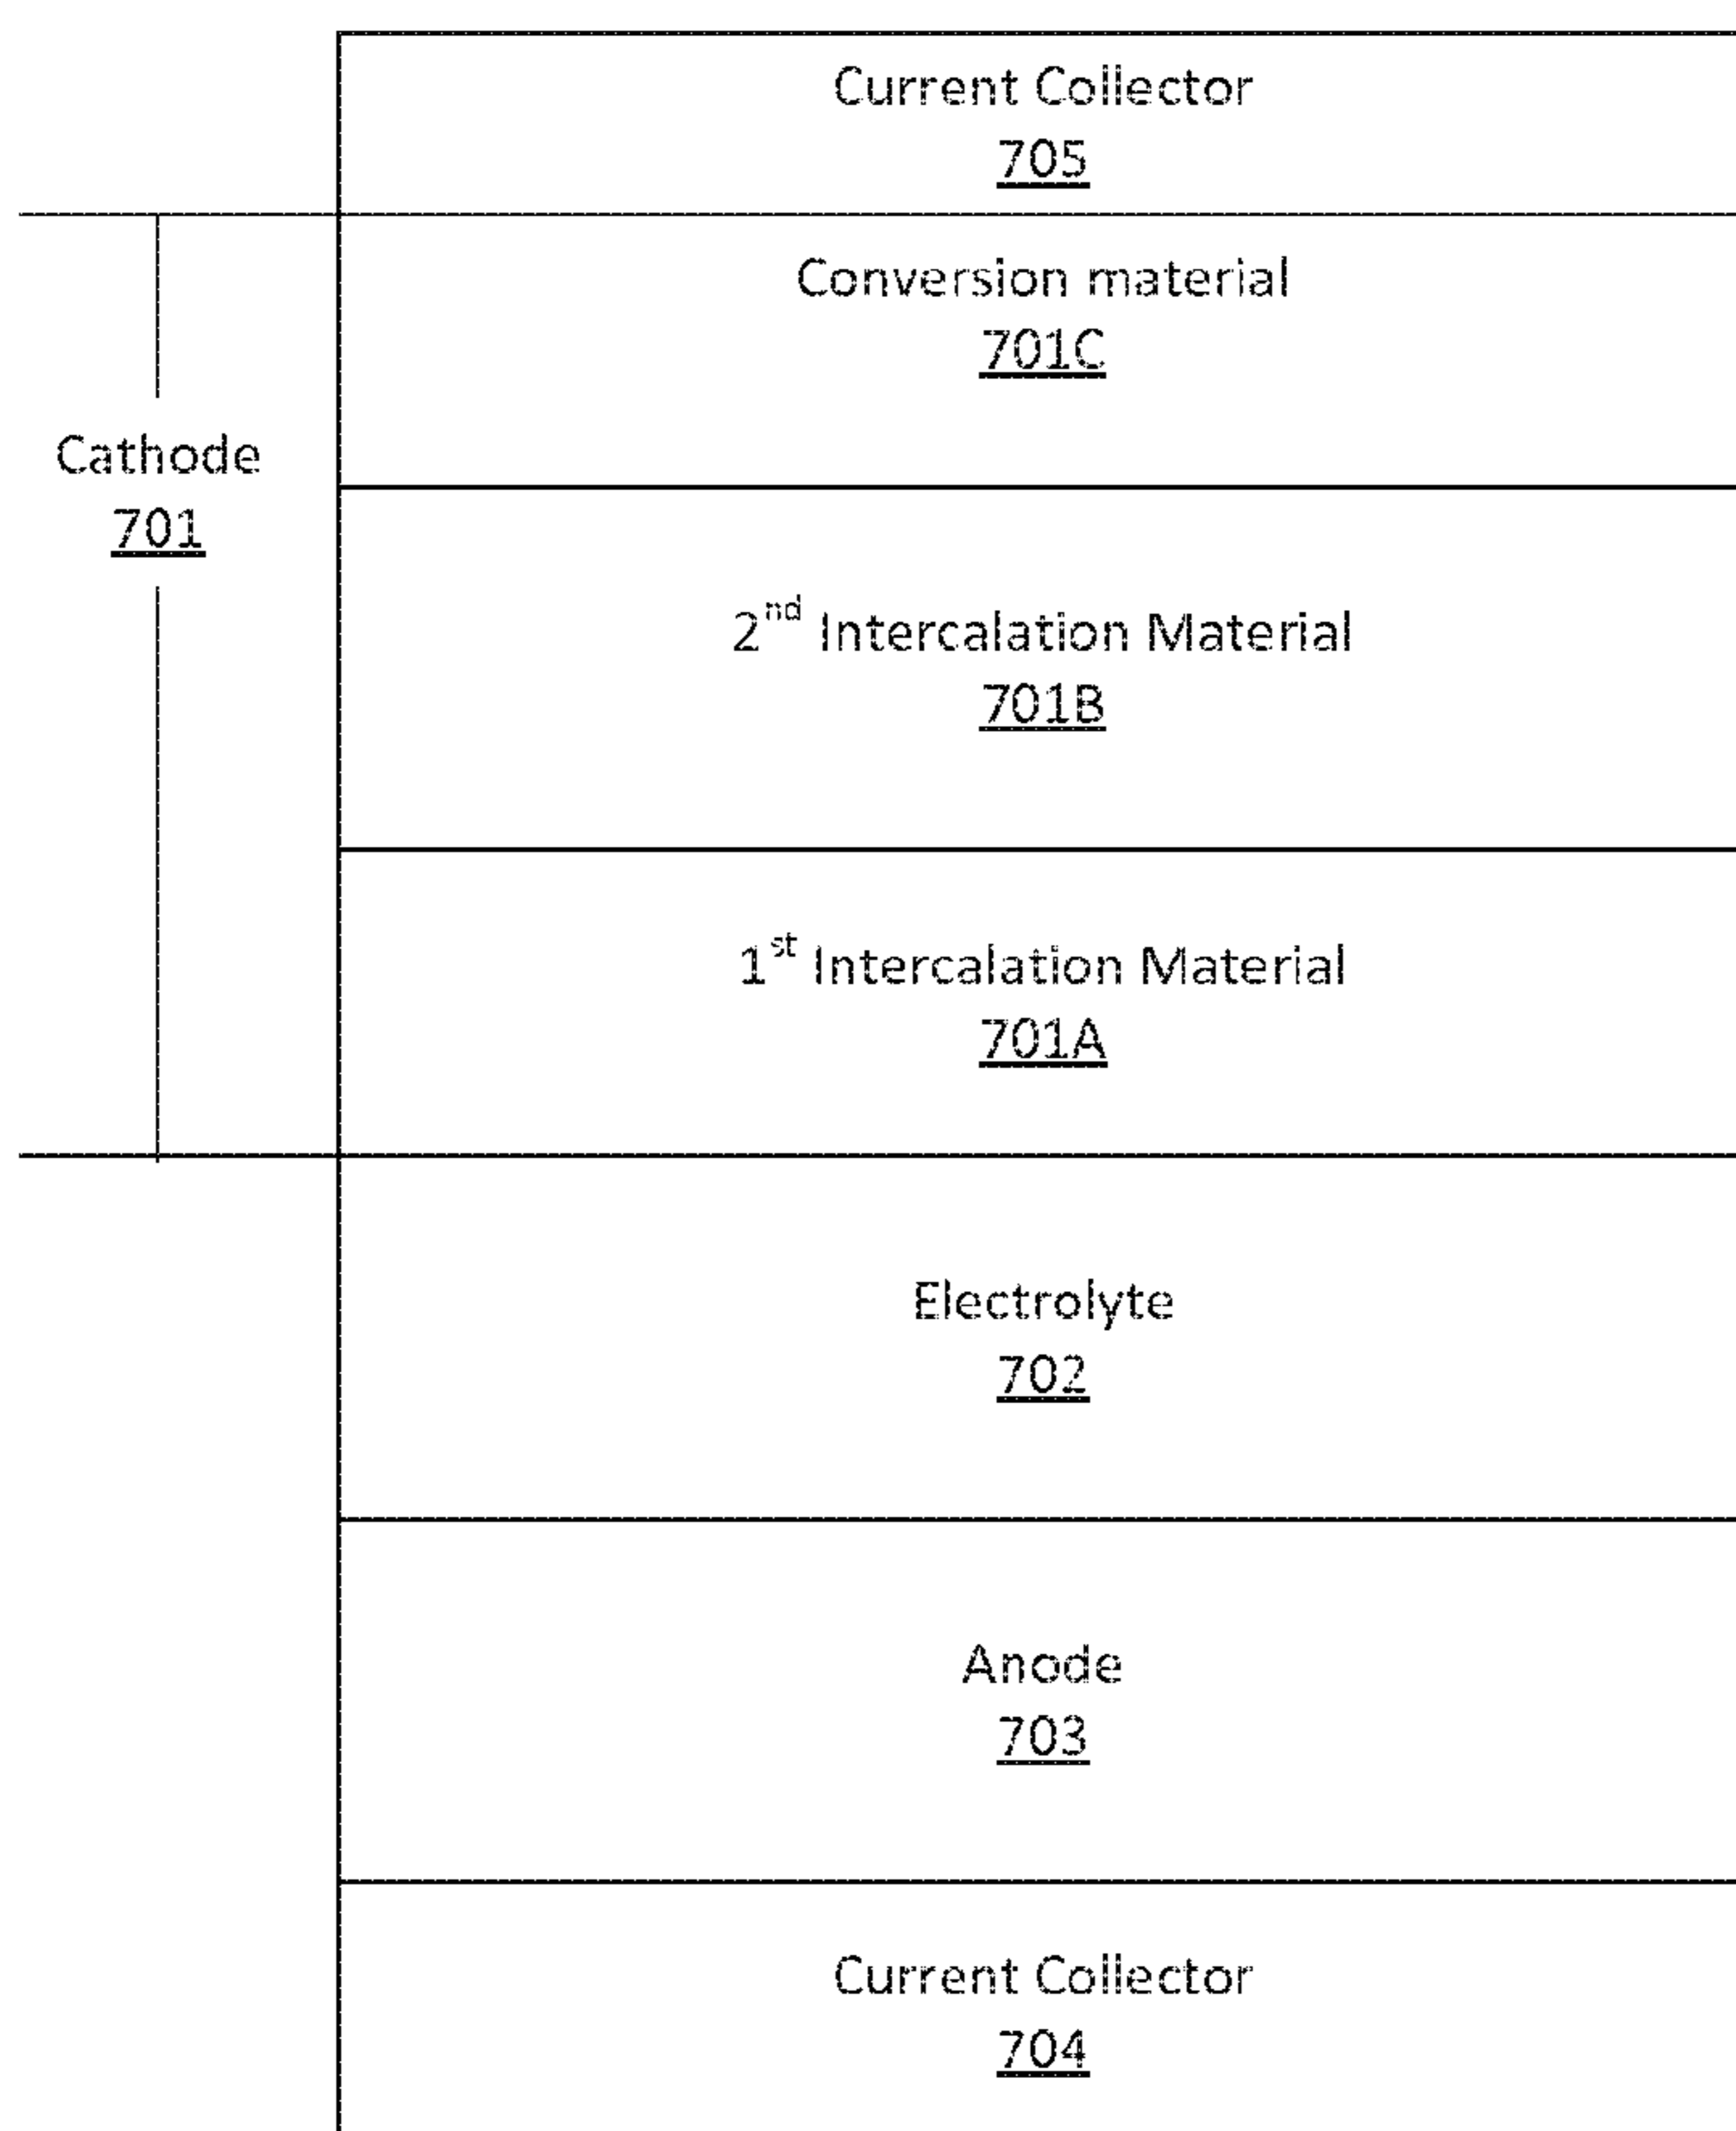 Current Collector
705
Conversion material
701C
Cathode
701
2nd Intercalation Material
701B
1st Intercalation Material
701A
Electrolyte
702
Anode
703
Current Collector
704